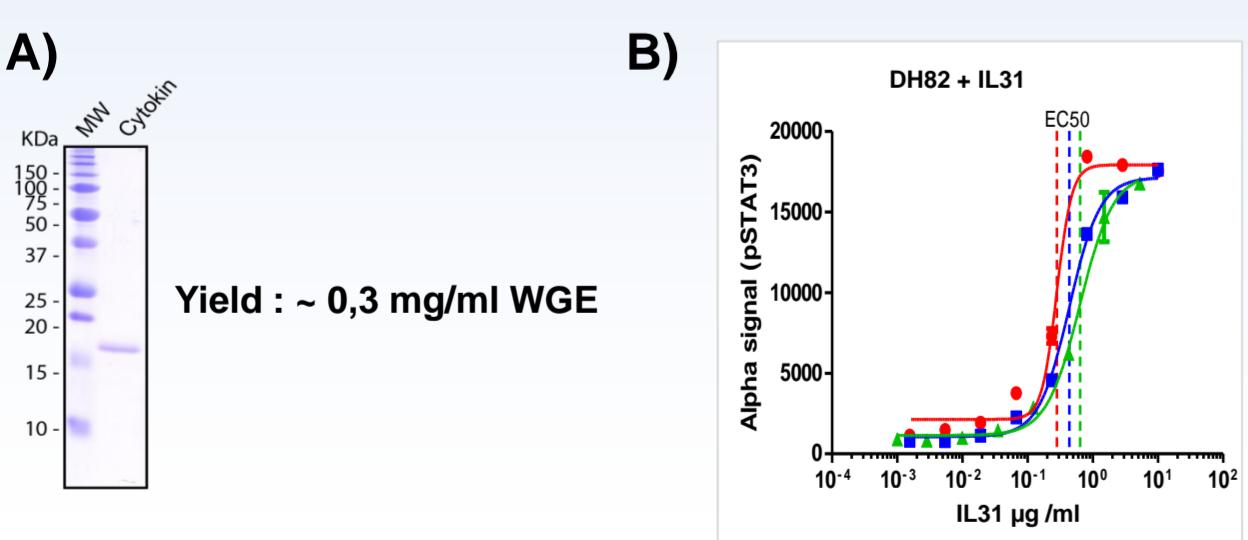 A)
MW
Cytokin
KDa
150 -
100 -
75 -
50 -
37 -
25 -
20 -
15 -
10 -
Yield : ~ 0,3 mg/ml WGE
B)
DH82 + IL31
EC50
Alpha signal (pSTAT3)
20000
15000
10000
5000
0
10-4 10-3 10-2 10-1 100 101 102
IL31 µg /ml